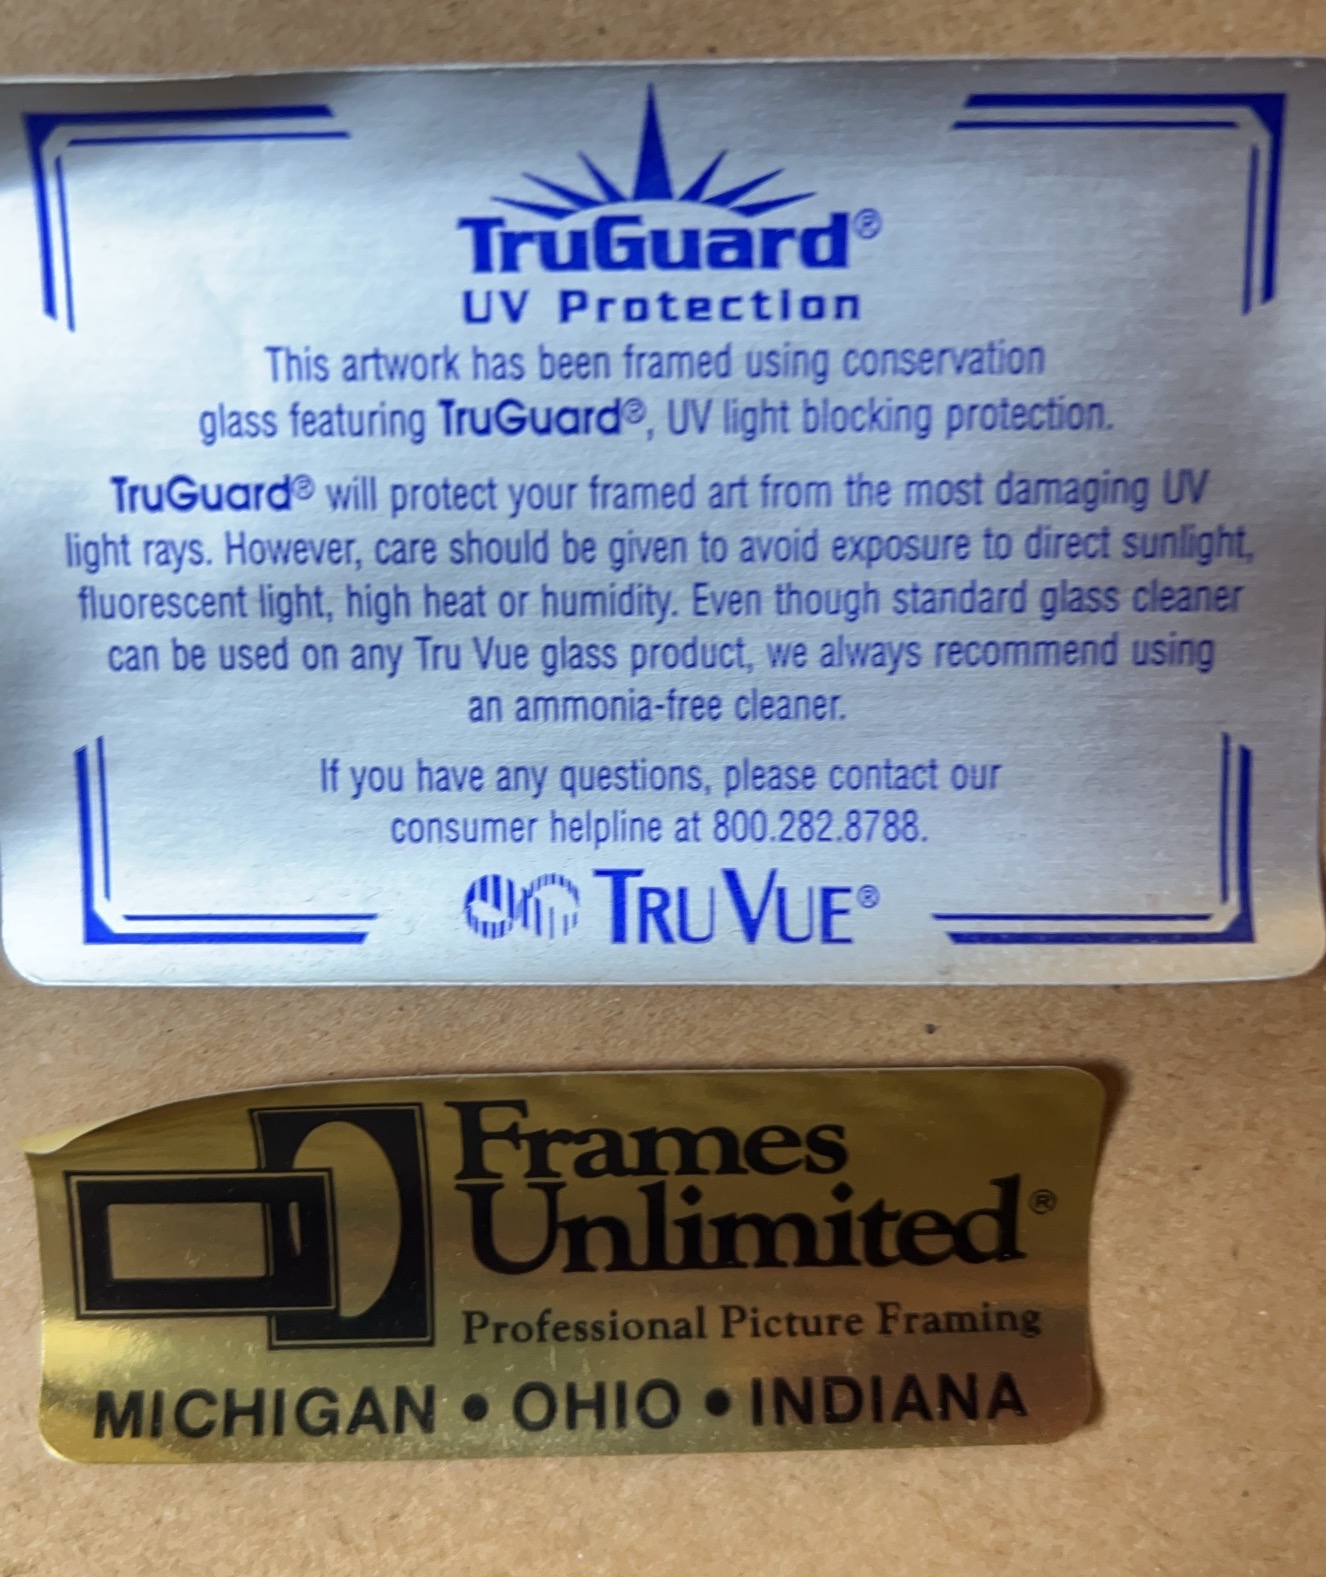 TruGuard®
UV Protection
This artwork has been framed using conservation
glass featuring TruGuard®, UV light blocking protection.
TruGuard® will protect your framed art from the most damaging UV
light rays. However, care should be given to avoid exposure to direct sunlight,
fluorescent light, high heat or humidity. Even though standard glass cleaner
can be used on any Tru Vue glass product, we always recommend using
an ammonia-free cleaner.
If you have any questions, please contact our
consumer helpline at 800.282.8788.
TRU VUE®
Frames
Unlimited®
Professional Picture Framing
MICHIGAN • OHIO • INDIANA